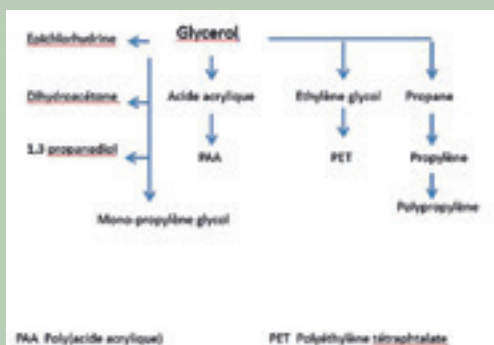 Glycerol
Epichlorhydrine
Dihydroacétone
Acide acrylique
Ethylène glycol
Propane
1,3 propanediol
PAA
PET
Propylène
Mono-propylène glycol
Polypropylène
PAA Poly(acide acrylique)
PET Polyéthylène tétraphtalate